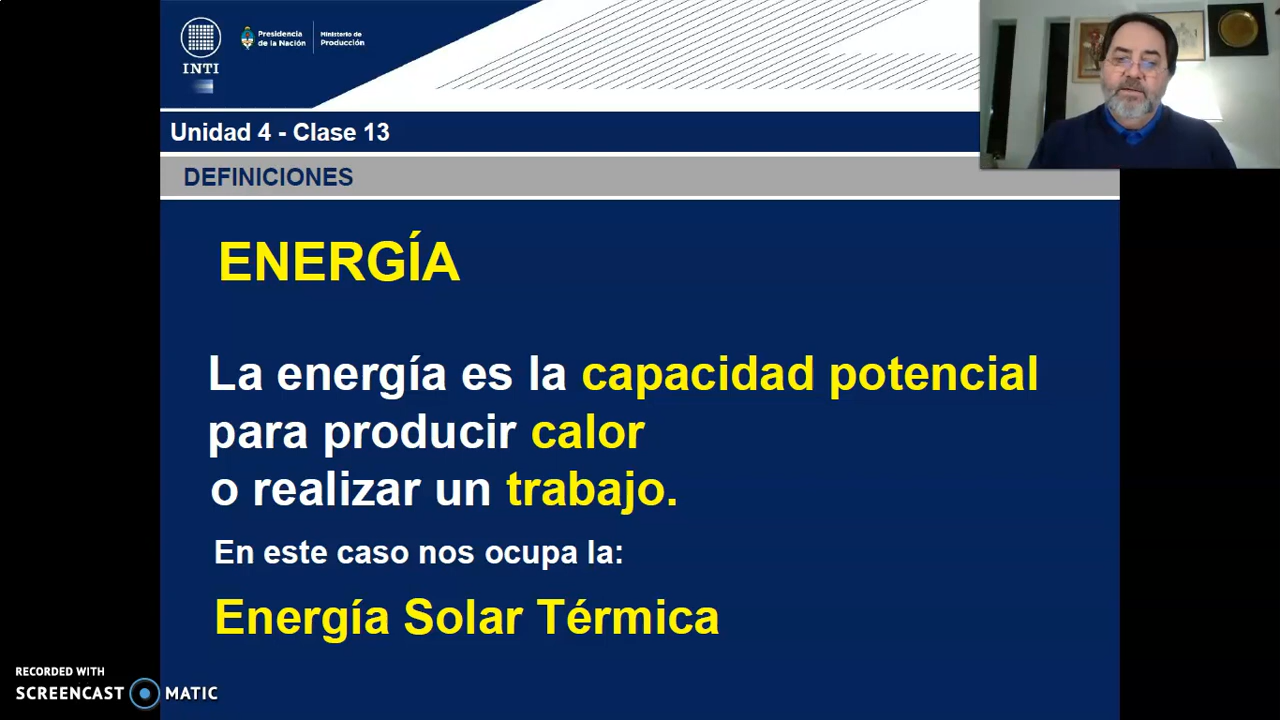 INTI
Presidencia
de la Nación
Ministerio de
Producción
Unidad 4 - Clase 13
DEFINICIONES
ENERGÍA
La energía es la capacidad potencial
para producir calor
o realizar un trabajo.
En este caso nos ocupa la:
Energía Solar Térmica
RECORDED WITH
SCREENCAST MATIC